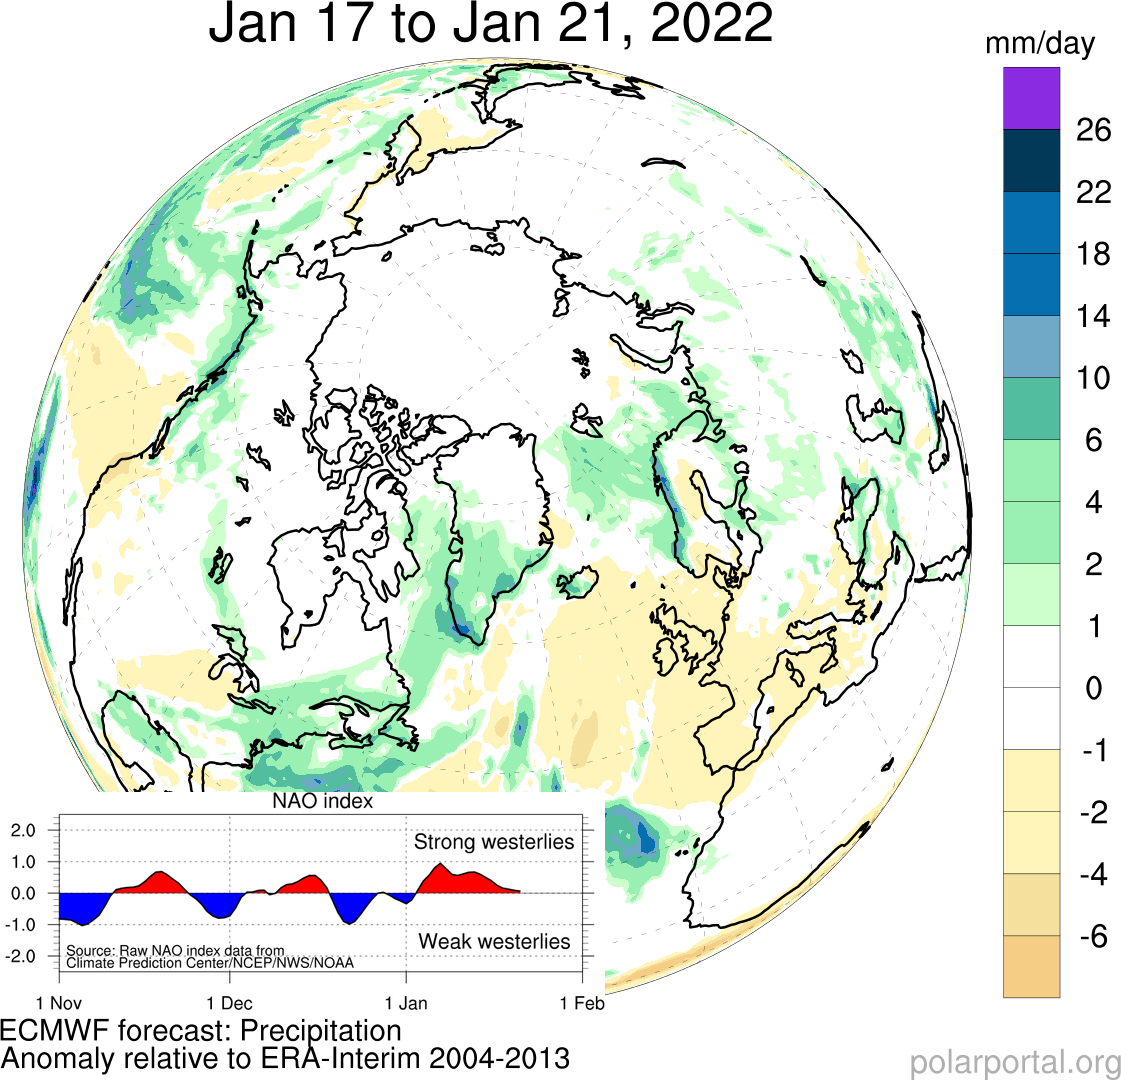 Jan 17 to Jan 21, 2022
mm/day
26
22
18
14
10
6
4
2
1
0
-1
-2
-4
-6
NAO index
2.0
1.0
0.0
-1.0
-2.0
Strong westerlies
Weak westerlies
Source: Raw NAO index data from
Climate Prediction Center/NCEP/NWS/NOAA
1 Nov
1 Dec
1 Jan
1 Feb
ECMWF forecast: Precipitation
Anomaly relative to ERA-Interim 2004-2013
polarportal.org